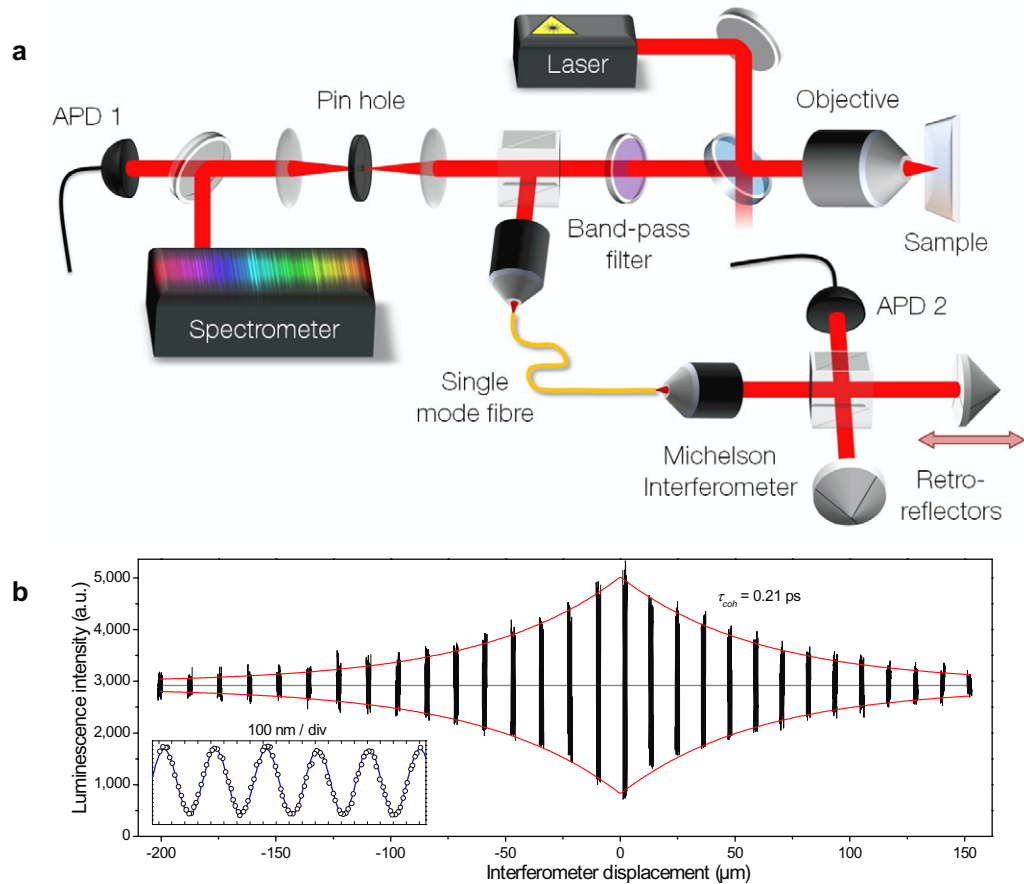 a
Laser
Pin hole
Objective
APD 1
Band-pass
filter
Sample
Spectrometer
APD 2
Single
mode fibre
Michelson
Interferometer
Retro-
reflectors
b
Luminescence intensity (a.u.)
5,000
4,000
3,000
2,000
1,000
0
τcoh = 0.21 ps
100 nm / div
-200
-150
-100
-50
0
50
100
150
Interferometer displacement (µm)